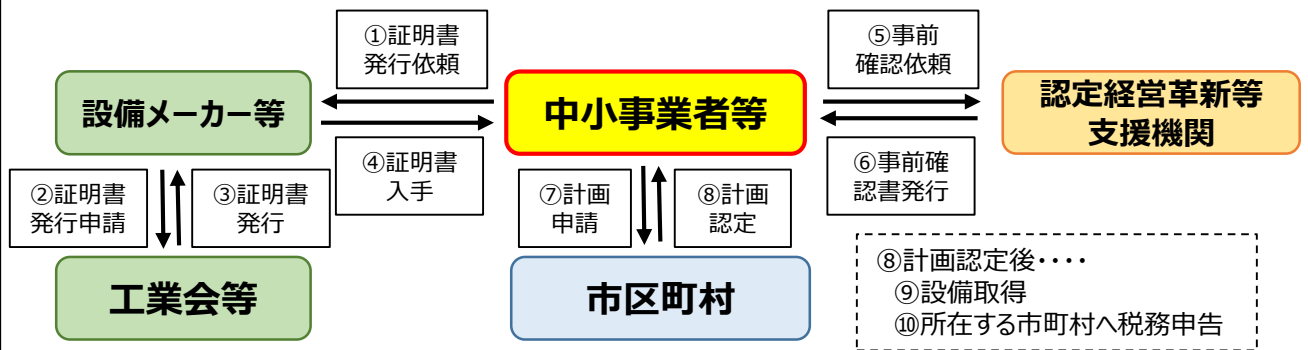 ①証明書
発行依頼
⑤事前
確認依頼
設備メーカー等
中小事業者等
認定経営革新等
支援機関
④証明書
入手
⑥事前確
認書発行
②証明書
発行申請
③証明書
発行
⑦計画
申請
⑧計画
認定
工業会等
市区町村
⑧計画認定後・・・・
⑨設備取得
⑩所在する市町村へ税務申告